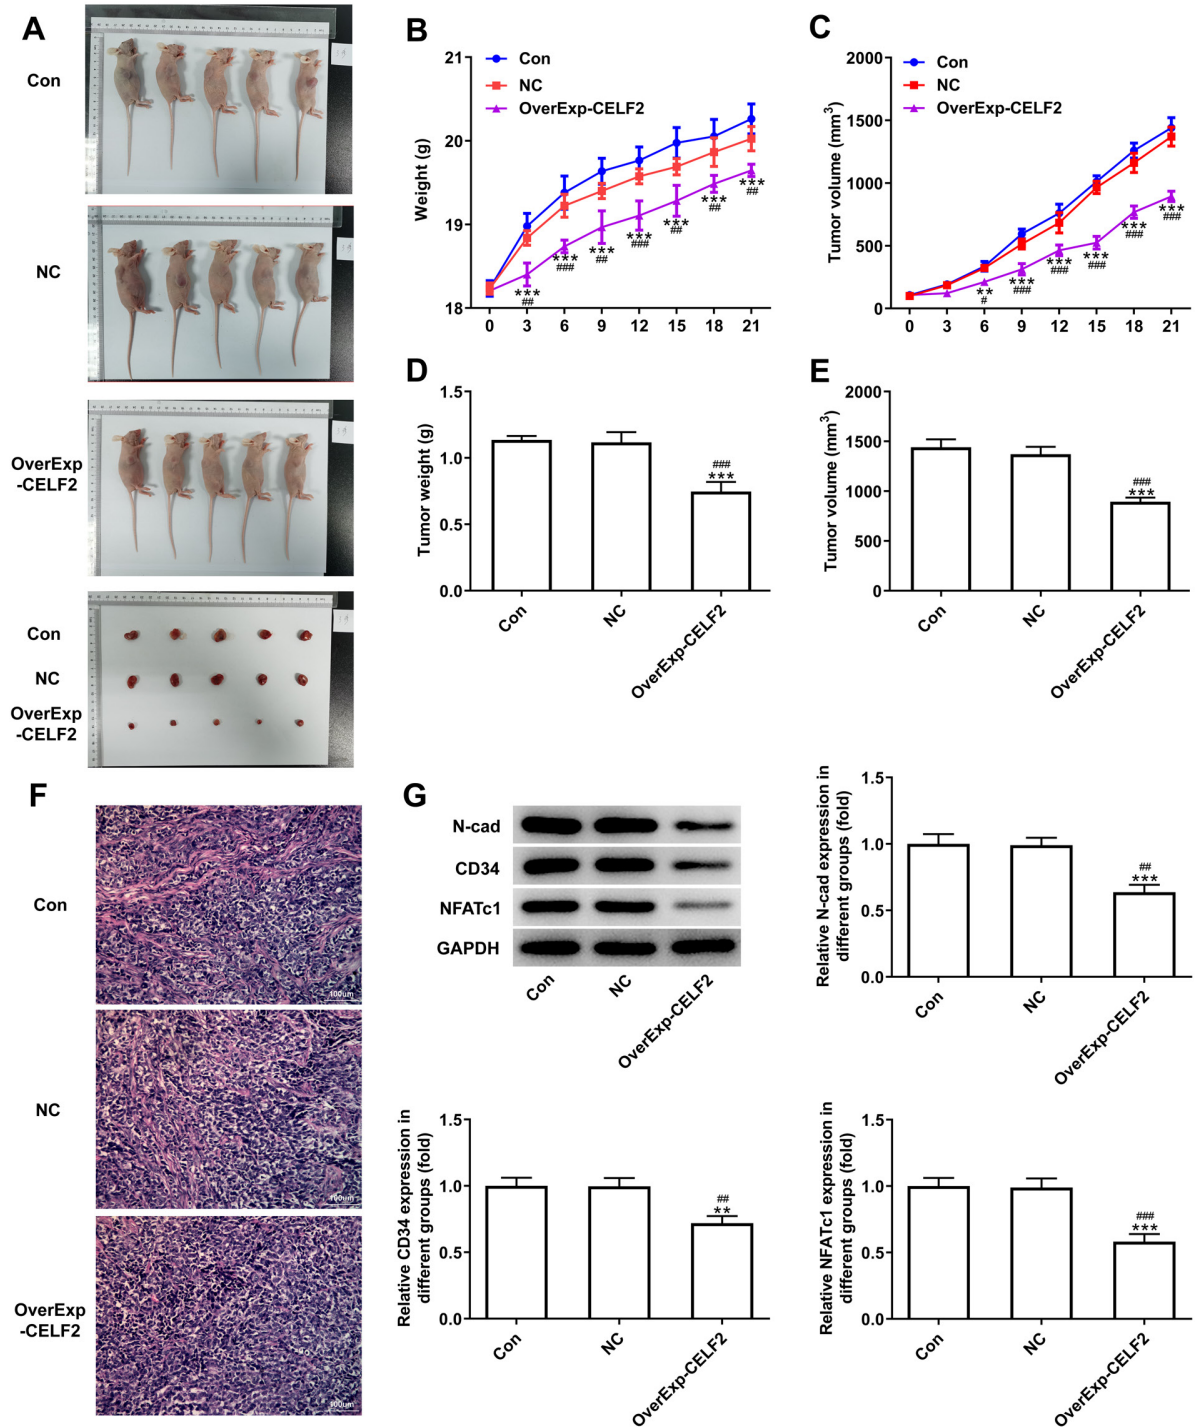 A
Con
NC
OverExp
-CELF2
Con
NC
OverExp
-CELF2
B
Con
NC
OverExp-CELF2
Weight (g)
21
20
19
18
0 3 6 9 12 15 18 21
*** *** *** *** *** *** ***
## ### ## ### ## ## ##
C
Con
NC
OverExp-CELF2
Tumor volume (mm³)
2000
1500
1000
500
0
0 3 6 9 12 15 18 21
** *** *** *** *** ***
# ### ### ### ### ###
D
Tumor weight (g)
1.5
1.0
0.5
0.0
###
***
Con
NC
OverExp-CELF2
E
Tumor volume (mm³)
2000
1500
1000
500
0
###
***
Con
NC
OverExp-CELF2
F
Con
100um
NC
100um
OverExp
-CELF2
100um
G
N-cad
CD34
NFATc1
GAPDH
Con
NC
OverExp-CELF2
Relative N-cad expression in
different groups (fold)
1.5
1.0
0.5
0.0
##
***
Con
NC
OverExp-CELF2
Relative CD34 expression in
different groups (fold)
1.5
1.0
0.5
0.0
##
**
Con
NC
OverExp-CELF2
Relative NFATc1 expression in
different groups (fold)
1.5
1.0
0.5
0.0
###
***
Con
NC
OverExp-CELF2